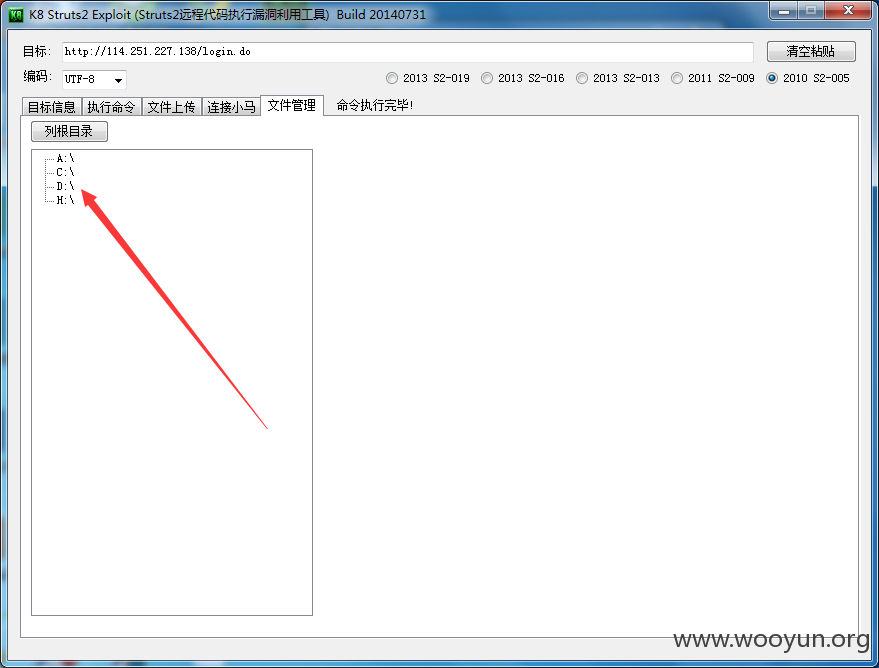 K8 Struts2 Exploit (Struts2远程代码执行漏洞利用工具) Build 20140731
目标: http://114.251.227.138/login.do 清空粘贴
编码: UTF-8 2013 S2-019 2013 S2-016 2013 S2-013 2011 S2-009 2010 S2-005
目标信息 执行命令 文件上传 连接小马 文件管理 命令执行完毕!
列根目录
A:\
C:\
D:\
H:\
www.wooyun.org